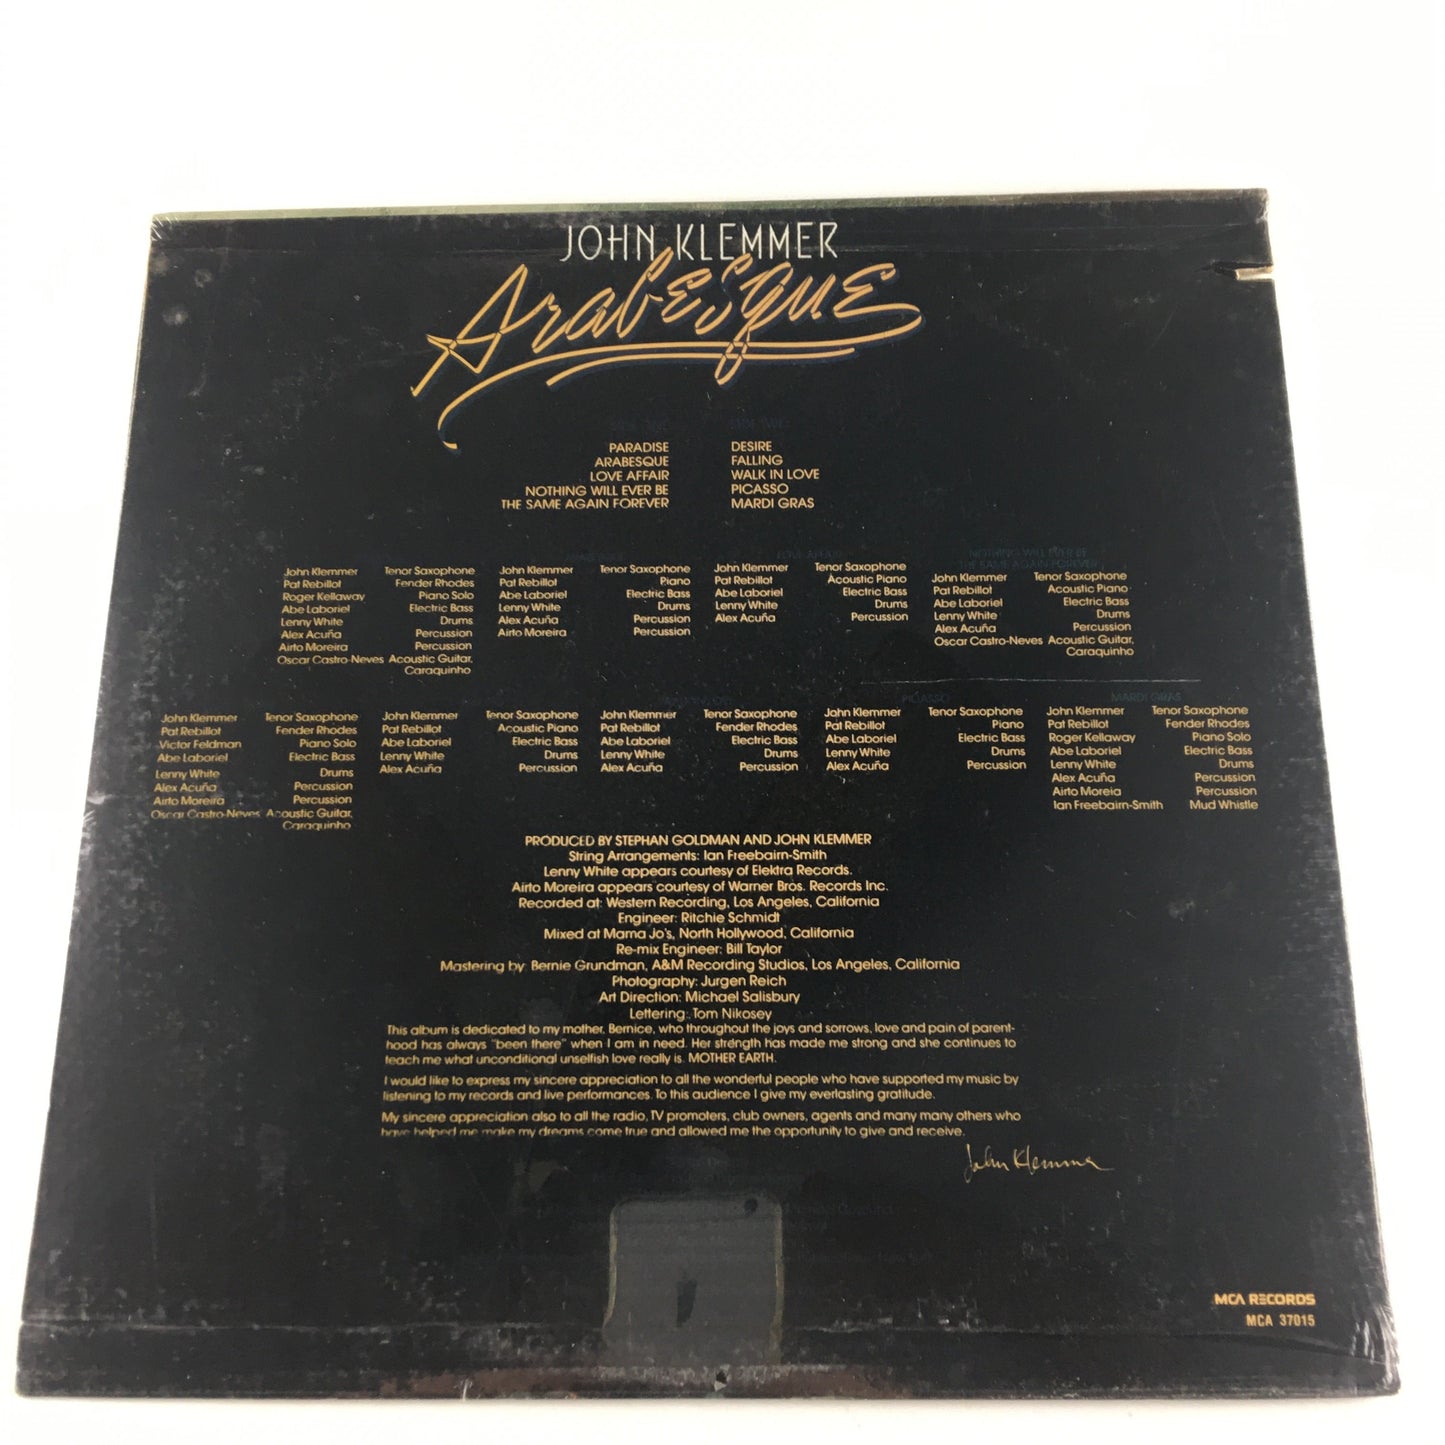 JOHN KLEMMER
Arabesque
PARADISE
ARABESQUE
LOVE AFFAIR
NOTHING WILL EVER BE
THE SAME AGAIN FOREVER
DESIRE
FALLING
WALK IN LOVE
PICASSO
MARDI GRAS
John Klemmer Tenor Saxophone
Pat Rebillot Fender Rhodes
Roger Kellaway Piano Solo
Abe Laboriel Electric Bass
Lenny White Drums
Alex Acuña Percussion
Airto Moreira Percussion
Oscar Castro-Neves Acoustic Guitar,
Caraquinho
ARABESQUE
John Klemmer Tenor Saxophone
Pat Rebillot Piano
Abe Laboriel Electric Bass
Lenny White Drums
Alex Acuña Percussion
Airto Moreira Percussion
LOVE AFFAIR
John Klemmer Tenor Saxophone
Pat Rebillot Acoustic Piano
Abe Laboriel Electric Bass
Lenny White Drums
Alex Acuña Percussion
NOTHING WILL EVER BE
THE SAME AGAIN FOREVER
John Klemmer Tenor Saxophone
Pat Rebillot Acoustic Piano
Abe Laboriel Electric Bass
Lenny White Drums
Alex Acuña Percussion
Oscar Castro-Neves Acoustic Guitar,
Caraquinho
John Klemmer Tenor Saxophone
Pat Rebillot Fender Rhodes
Victor Feldman Piano Solo
Abe Laboriel Electric Bass
Lenny White Drums
Alex Acuña Percussion
Airto Moreira Percussion
Oscar Castro-Neves Acoustic Guitar,
Caraquinho
John Klemmer Tenor Saxophone
Pat Rebillot Acoustic Piano
Abe Laboriel Electric Bass
Lenny White Drums
Alex Acuña Percussion
John Klemmer Tenor Saxophone
Pat Rebillot Fender Rhodes
Abe Laboriel Electric Bass
Lenny White Drums
Alex Acuña Percussion
PICASSO
John Klemmer Tenor Saxophone
Pat Rebillot Piano
Abe Laboriel Electric Bass
Lenny White Drums
Alex Acuña Percussion
MARDI GRAS
John Klemmer Tenor Saxophone
Pat Rebillot Fender Rhodes
Roger Kellaway Piano Solo
Abe Laboriel Electric Bass
Lenny White Drums
Alex Acuña Percussion
Airto Moreia Percussion
Ian Freebairn-Smith Mud Whistle
PRODUCED BY STEPHAN GOLDMAN AND JOHN KLEMMER
String Arrangements: Ian Freebairn-Smith
Lenny White appears courtesy of Elektra Records.
Airto Moreira appears courtesy of Warner Bros. Records Inc.
Recorded at: Western Recording, Los Angeles, California
Engineer: Ritchie Schmidt
Mixed at Mama Jo's, North Hollywood, California
Re-mix Engineer: Bill Taylor
Mastering by: Bernie Grundman, A&M Recording Studios, Los Angeles, California
Photography: Jurgen Reich
Art Direction: Michael Salisbury
Lettering: Tom Nikosey
This album is dedicated to my mother, Bernice, who throughout the joys and sorrows, love and pain of parent-
hood has always "been there" when I am in need. Her strength has made me strong and she continues to
teach me what unconditional unselfish love really is. MOTHER EARTH.
I would like to express my sincere appreciation to all the wonderful people who have supported my music by
listening to my records and live performances. To this audience I give my everlasting gratitude.
My sincere appreciation also to all the radio, TV promoters, club owners, agents and many many others who
have helped me make my dreams come true and allowed me the opportunity to give and receive.
John Klemmer
MCA RECORDS
MCA 37015